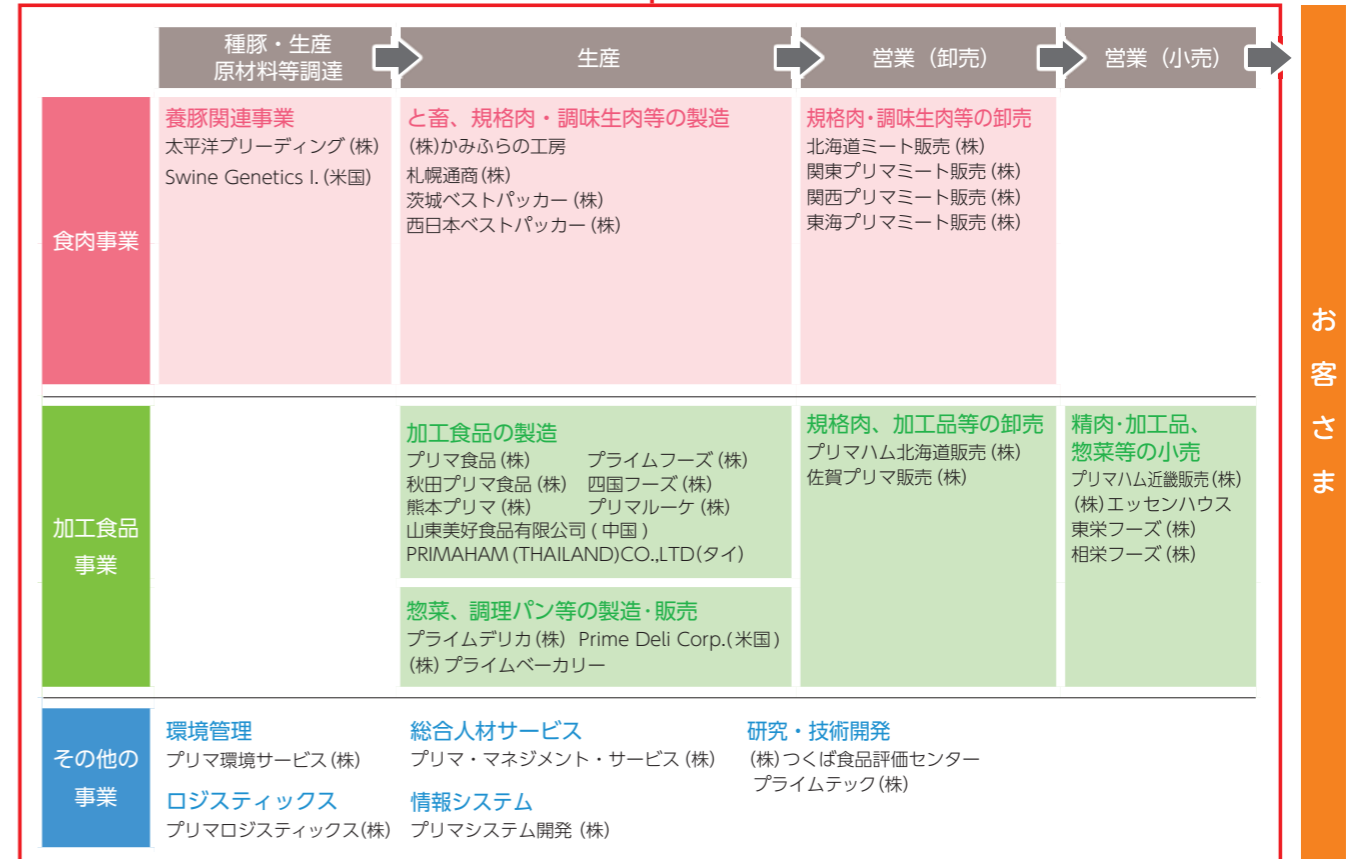 種豚・生産
原材料等調達
生産
営業（卸売）
営業（小売）
食肉事業
養豚関連事業
太平洋ブリーディング(株)
Swine Genetics I.(米国)
と畜、規格肉・調味生肉等の製造
(株)かみふらの工房
札幌通商(株)
茨城ベストパッカー(株)
西日本ベストパッカー(株)
規格肉・調味生肉等の卸売
北海道ミート販売(株)
関東プリマミート販売(株)
関西プリマミート販売(株)
東海プリマミート販売(株)
加工食品
事業
加工食品の製造
プリマ食品(株) プライムフーズ(株)
秋田プリマ食品(株) 四国フーズ(株)
熊本プリマ(株) プリマルーケ(株)
山東美好食品有限公司(中国)
PRIMAHAM(THAILAND)CO.,LTD(タイ)
惣菜、調理パン等の製造・販売
プライムデリカ(株) Prime Deli Corp.(米国)
(株)プライムベーカリー
規格肉、加工品等の卸売
プリマハム北海道販売(株)
佐賀プリマ販売(株)
精肉・加工品、
惣菜等の小売
プリマハム近畿販売(株)
(株)エッセンハウス
東栄フーズ(株)
相栄フーズ(株)
その他の
事業
環境管理
プリマ環境サービス(株)
ロジスティックス
プリマロジスティックス(株)
総合人材サービス
プリマ・マネジメント・サービス(株)
情報システム
プリマシステム開発(株)
研究・技術開発
(株)つくば食品評価センター
プライムテック(株)
お客さま